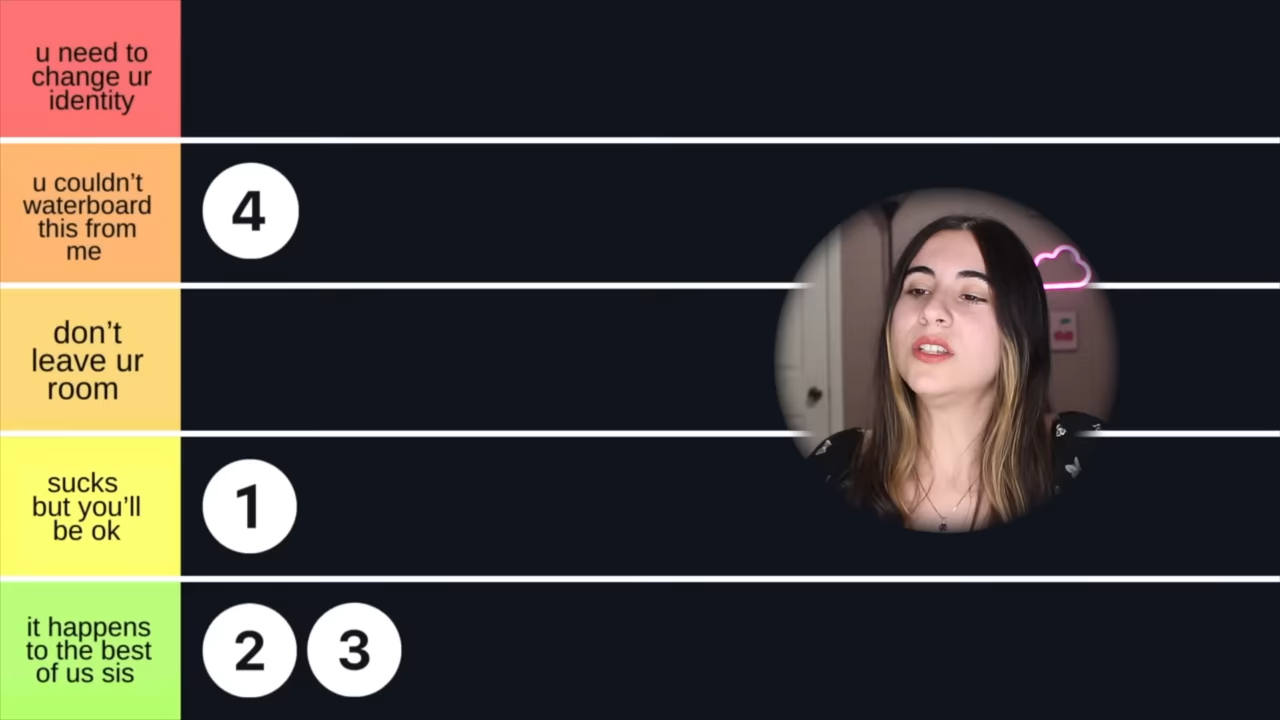 u need to
change ur
identity
u couldn't
waterboard
this from
me
4
don't
leave ur
room
sucks
but you'll
be ok
1
it happens
to the best
of us sis
2 3